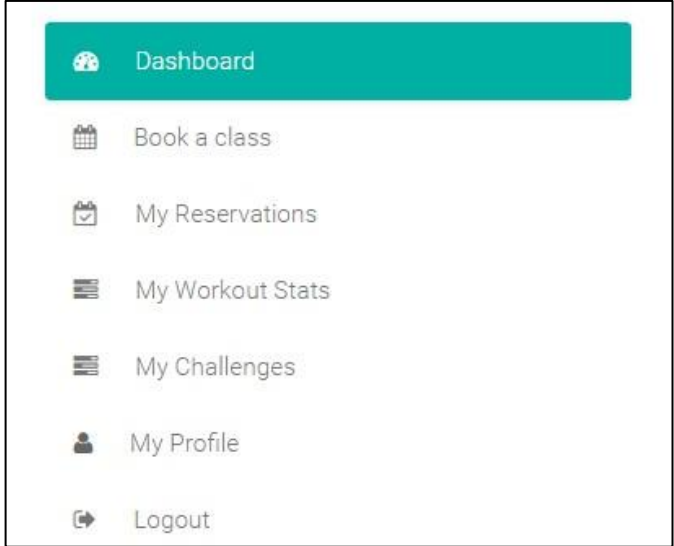 Dashboard
Book a class
My Reservations
My Workout Stats
My Challenges
My Profile
Logout